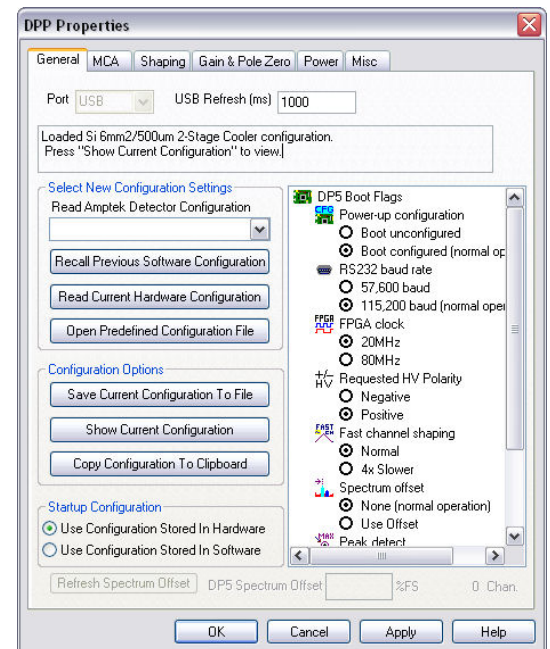 DPP Properties
General MCA Shaping Gain & Pole Zero Power Misc
Port USB USB Refresh (ms) 1000
Loaded Si 6mm2/500um 2-Stage Cooler configuration.
Press "Show Current Configuration" to view.
Select New Configuration Settings
Read Amptek Detector Configuration
Recall Previous Software Configuration
Read Current Hardware Configuration
Open Predefined Configuration File
Configuration Options
Save Current Configuration To File
Show Current Configuration
Copy Configuration To Clipboard
Startup Configuration
Use Configuration Stored In Hardware
Use Configuration Stored In Software
DP5 Boot Flags
CFG
Power-up configuration
Boot unconfigured
Boot configured (normal op
RS232 baud rate
57,600 baud
115,200 baud (normal oper
FPGA FPGA clock
20MHz
80MHz
+/- HV Requested HV Polarity
Negative
Positive
FAST Fast channel shaping
Normal
4x Slower
Spectrum offset
None (normal operation)
Use Offset
MAX Peak detect
Refresh Spectrum Offset DP5 Spectrum Offset %FS 0 Chan.
OK Cancel Apply Help